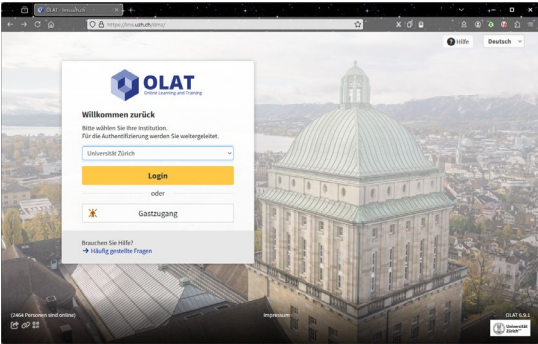 OLAT - Innsbruck
https://lms.uzh.ch/dmz/
Hilfe
Deutsch
OLAT
Online Learning and Training
Willkommen zurück
Bitte wählen Sie Ihre Institution.
Für die Authentifizierung werden Sie weitergeleitet.
Universität Zürich
Login
oder
Gastzugang
Brauchen Sie Hilfe?
→ Häufig gestellte Fragen
(2464 Personen sind online)
Impressum
OLAT 6.9.1
Universität
Zürich